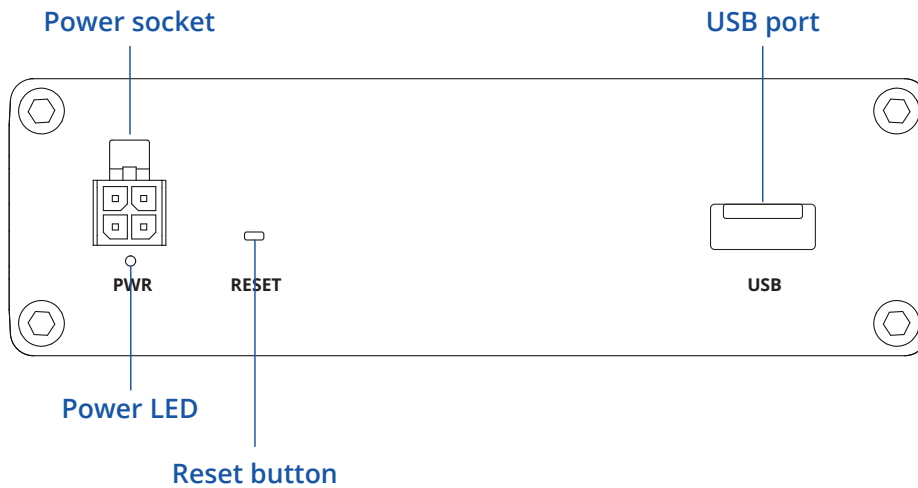 Power socket
USB port
PWR
RESET
USB
Power LED
Reset button